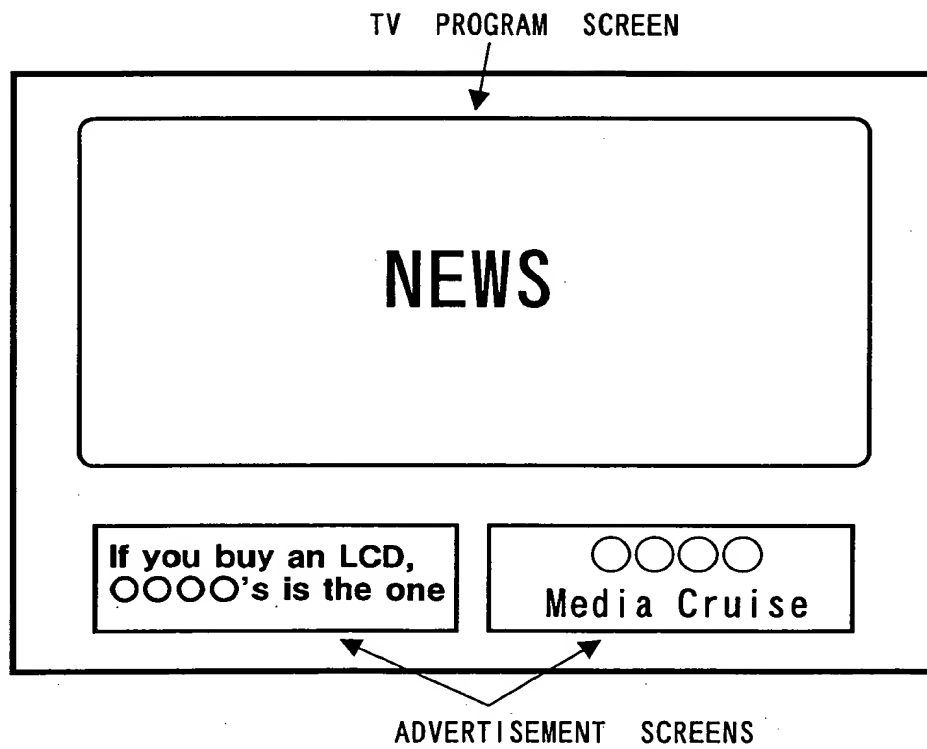 TV PROGRAM SCREEN
NEWS
If you buy an LCD,
○○○○'s is the one
○○○○
Media Cruise
ADVERTISEMENT SCREENS